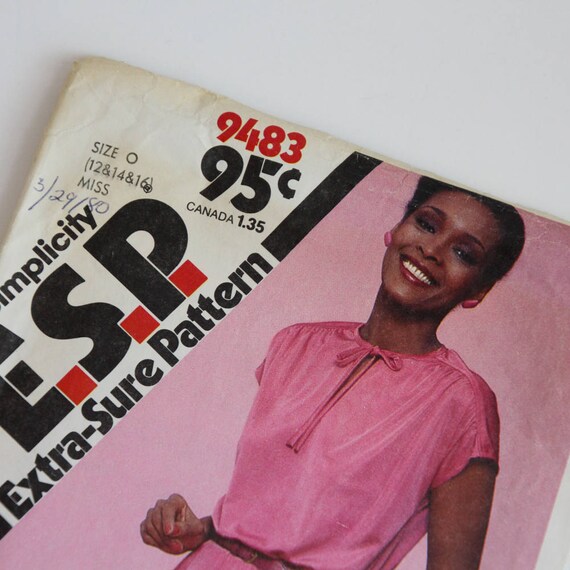 SIZE O
(12&14&16)
MISS
3/29/80
9483
95¢
CANADA 1.35
Simplicity
E.S.P.
Extra-Sure Pattern